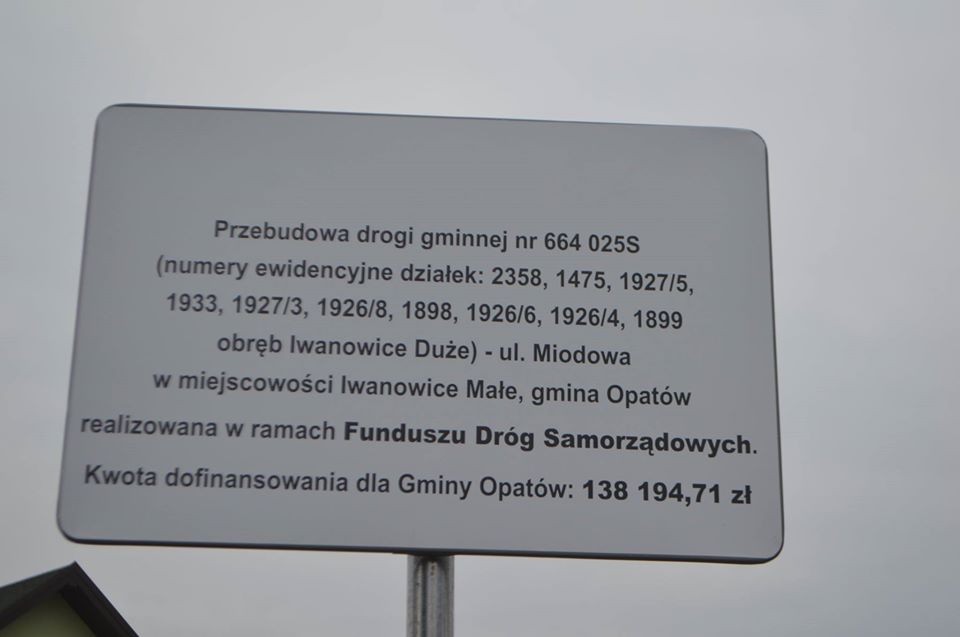 Przebudowa drogi gminnej nr 664 025S
(numery ewidencyjne działek: 2358, 1475, 1927/5,
1933, 1927/3, 1926/8, 1898, 1926/6, 1926/4, 1899
obręb Iwanowice Duże) - ul. Miodowa
w miejscowości Iwanowice Małe, gmina Opatów
realizowana w ramach Funduszu Dróg Samorządowych.
Kwota dofinansowania dla Gminy Opatów: 138 194,71 zł